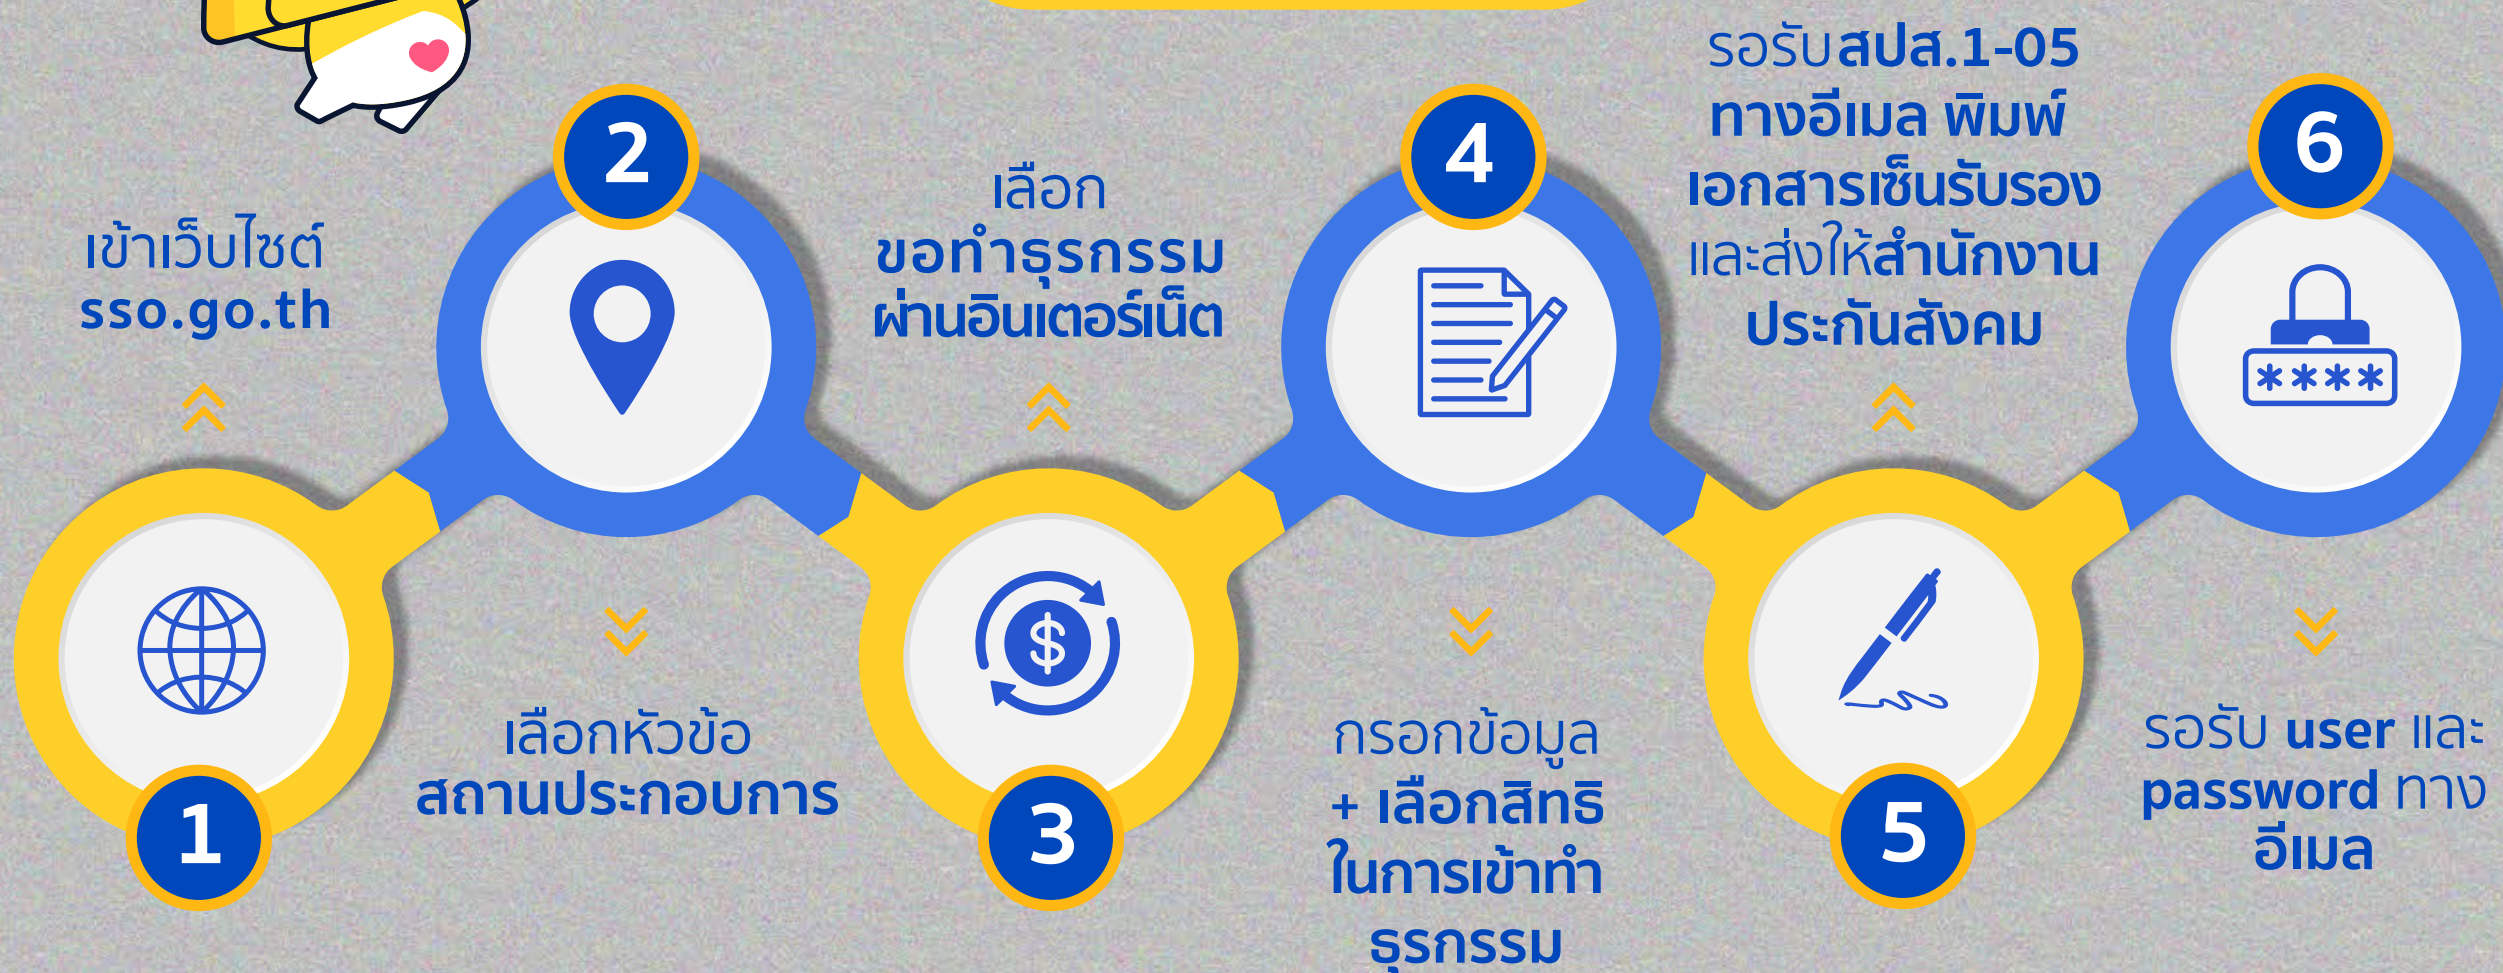 1
เข้าเว็บไซต์
sso.go.th
2
เลือกหัวข้อ
สถานประกอบการ
3
เลือก
ขอทำธุรกรรม
ผ่านอินเตอร์เน็ต
4
กรอกข้อมูล
+ เลือกสิทธิ
ในการเข้าทำ
ธุรกรรม
5
รอรับสปส.1-05
ทางอีเมล พิมพ์
เอกสารเซ็นรับรอง
และส่งให้สำนักงาน
ประกันสังคม
6
รอรับ user และ
password ทาง
อีเมล